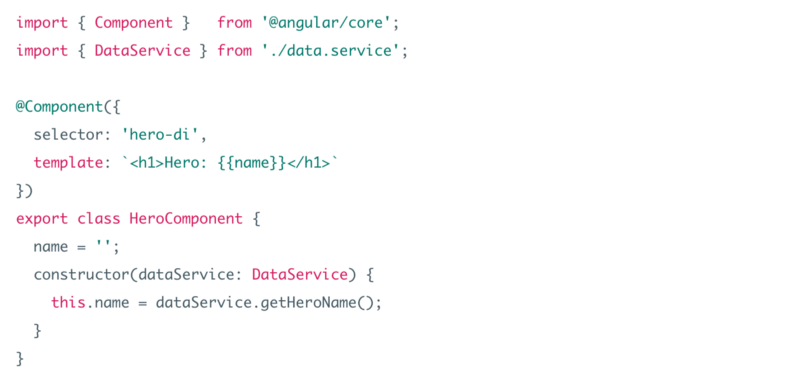 import { Component }   from '@angular/core';
import { DataService } from './data.service';

@Component({
  selector: 'hero-di',
  template: `<h1>Hero: {{name}}</h1>`
})
export class HeroComponent {
  name = '';
  constructor(dataService: DataService) {
    this.name = dataService.getHeroName();
  }
}